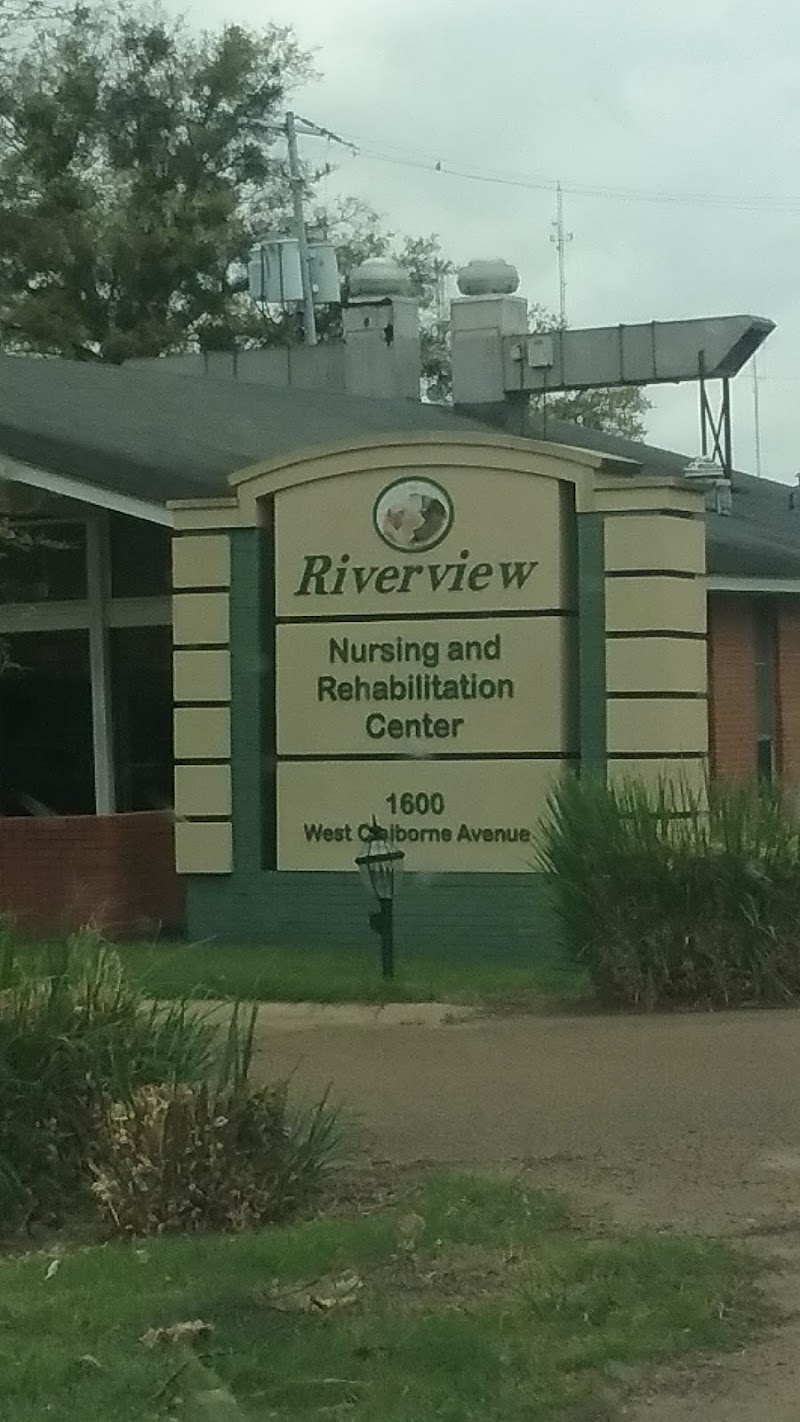 Riverview
Nursing and
Rehabilitation
Center
1600
West Claiborne Avenue